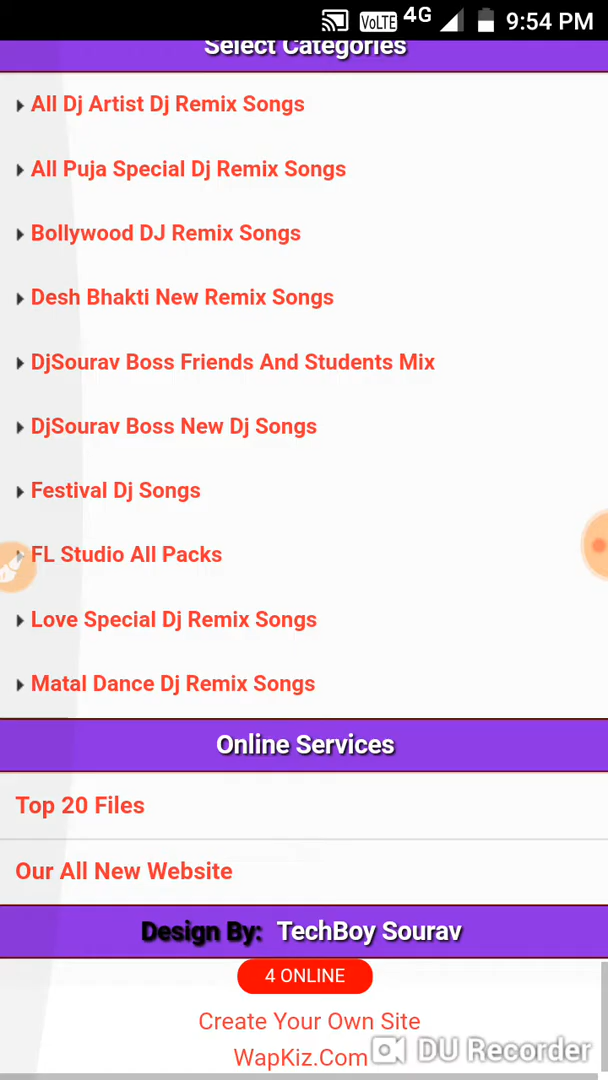 VoLTE 4G 9:54 PM
Select Categories
All Dj Artist Dj Remix Songs
All Puja Special Dj Remix Songs
Bollywood DJ Remix Songs
Desh Bhakti New Remix Songs
DjSourav Boss Friends And Students Mix
DjSourav Boss New Dj Songs
Festival Dj Songs
FL Studio All Packs
Love Special Dj Remix Songs
Matal Dance Dj Remix Songs
Online Services
Top 20 Files
Our All New Website
Design By: TechBoy Sourav
4 ONLINE
Create Your Own Site
WapKiz.Com
DU Recorder